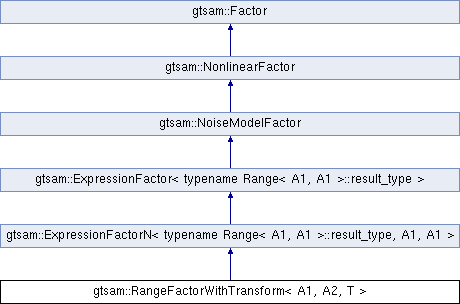 gtsam::Factor
gtsam::NonlinearFactor
gtsam::NoiseModelFactor
gtsam::ExpressionFactor< typename Range< A1, A1 >::result_type >
gtsam::ExpressionFactorN< typename Range< A1, A1 >::result_type, A1, A1 >
gtsam::RangeFactorWithTransform< A1, A2, T >